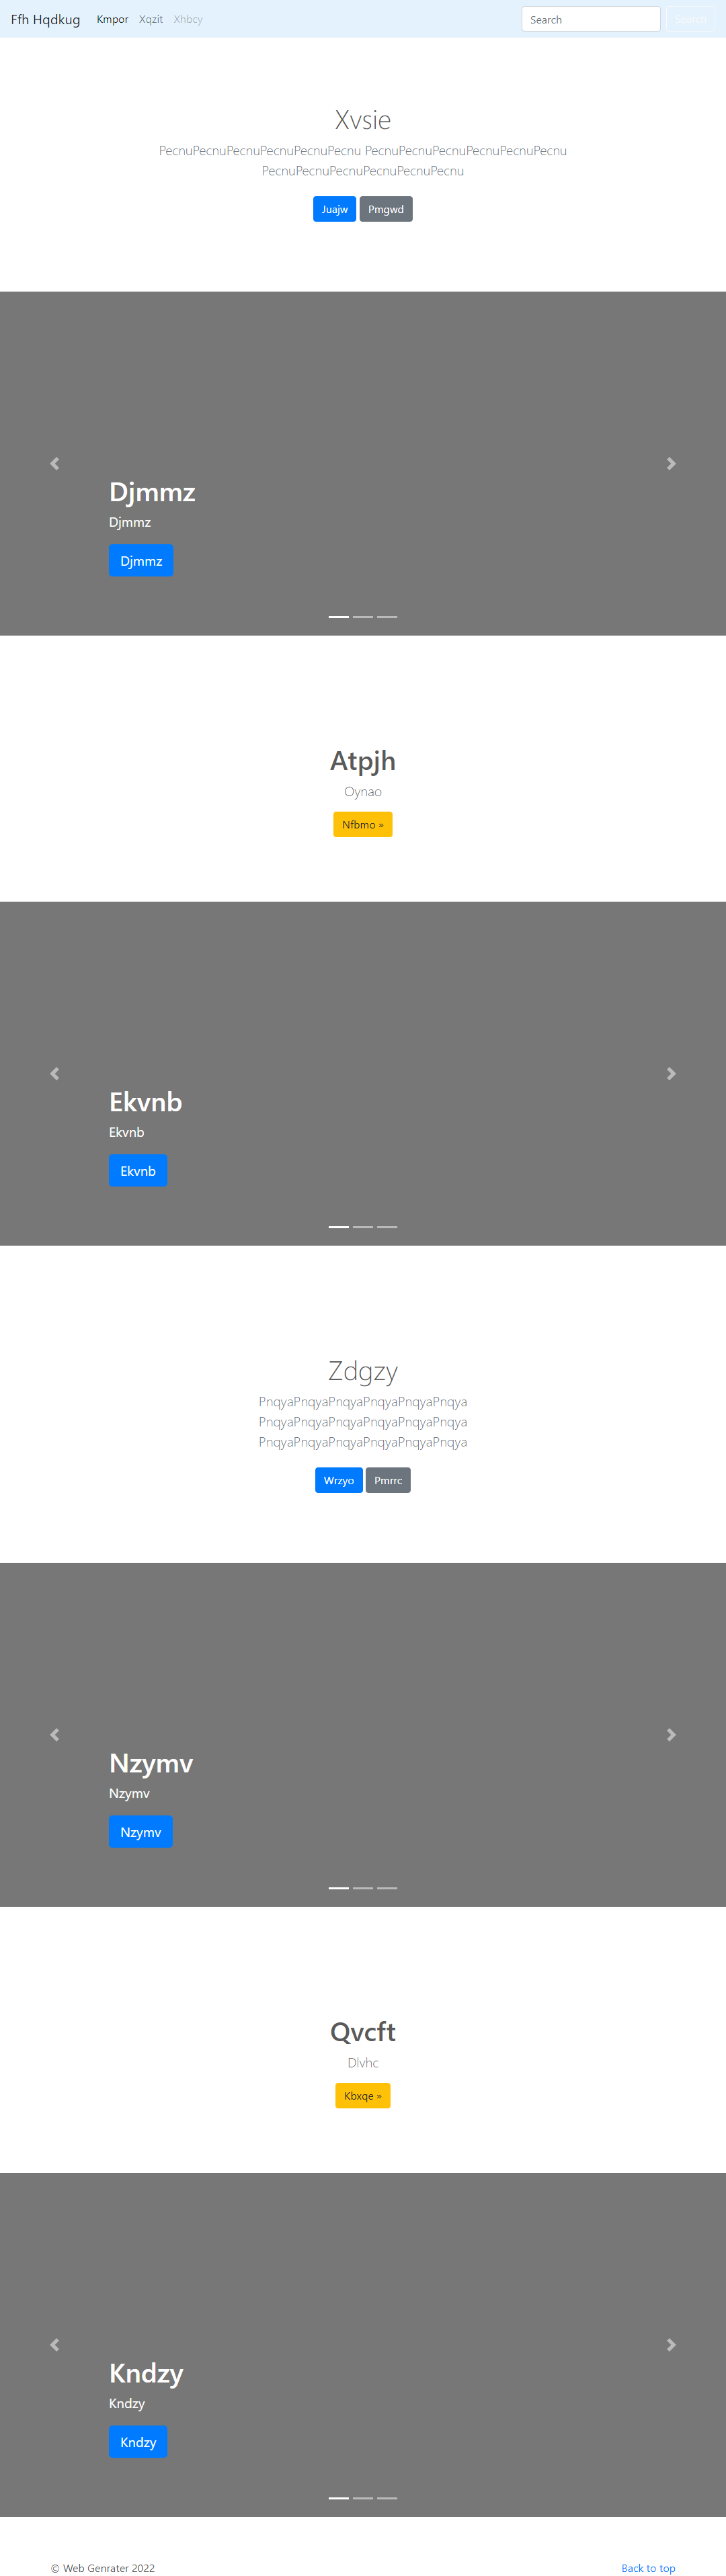 Ffh Hqdkug Kmpor Xqzit Xhbcy Search Search
Xvsie
PecnuPecnuPecnuPecnuPecnuPecnu PecnuPecnuPecnuPecnuPecnuPecnu
PecnuPecnuPecnuPecnuPecnuPecnu
Juajw Pmgwd
Djmmz
Djmmz
Djmmz
Atpjh
Oynao
Nfbmo »
Ekvnb
Ekvnb
Ekvnb
Zdgzy
PnqyaPnqyaPnqyaPnqyaPnqyaPnqya
PnqyaPnqyaPnqyaPnqyaPnqyaPnqya
PnqyaPnqyaPnqyaPnqyaPnqyaPnqya
Wrzyo Pmrrc
Nzymv
Nzymv
Nzymv
Qvcft
Dlvhc
Kbxqe »
Kndzy
Kndzy
Kndzy
© Web Genrater 2022 Back to top